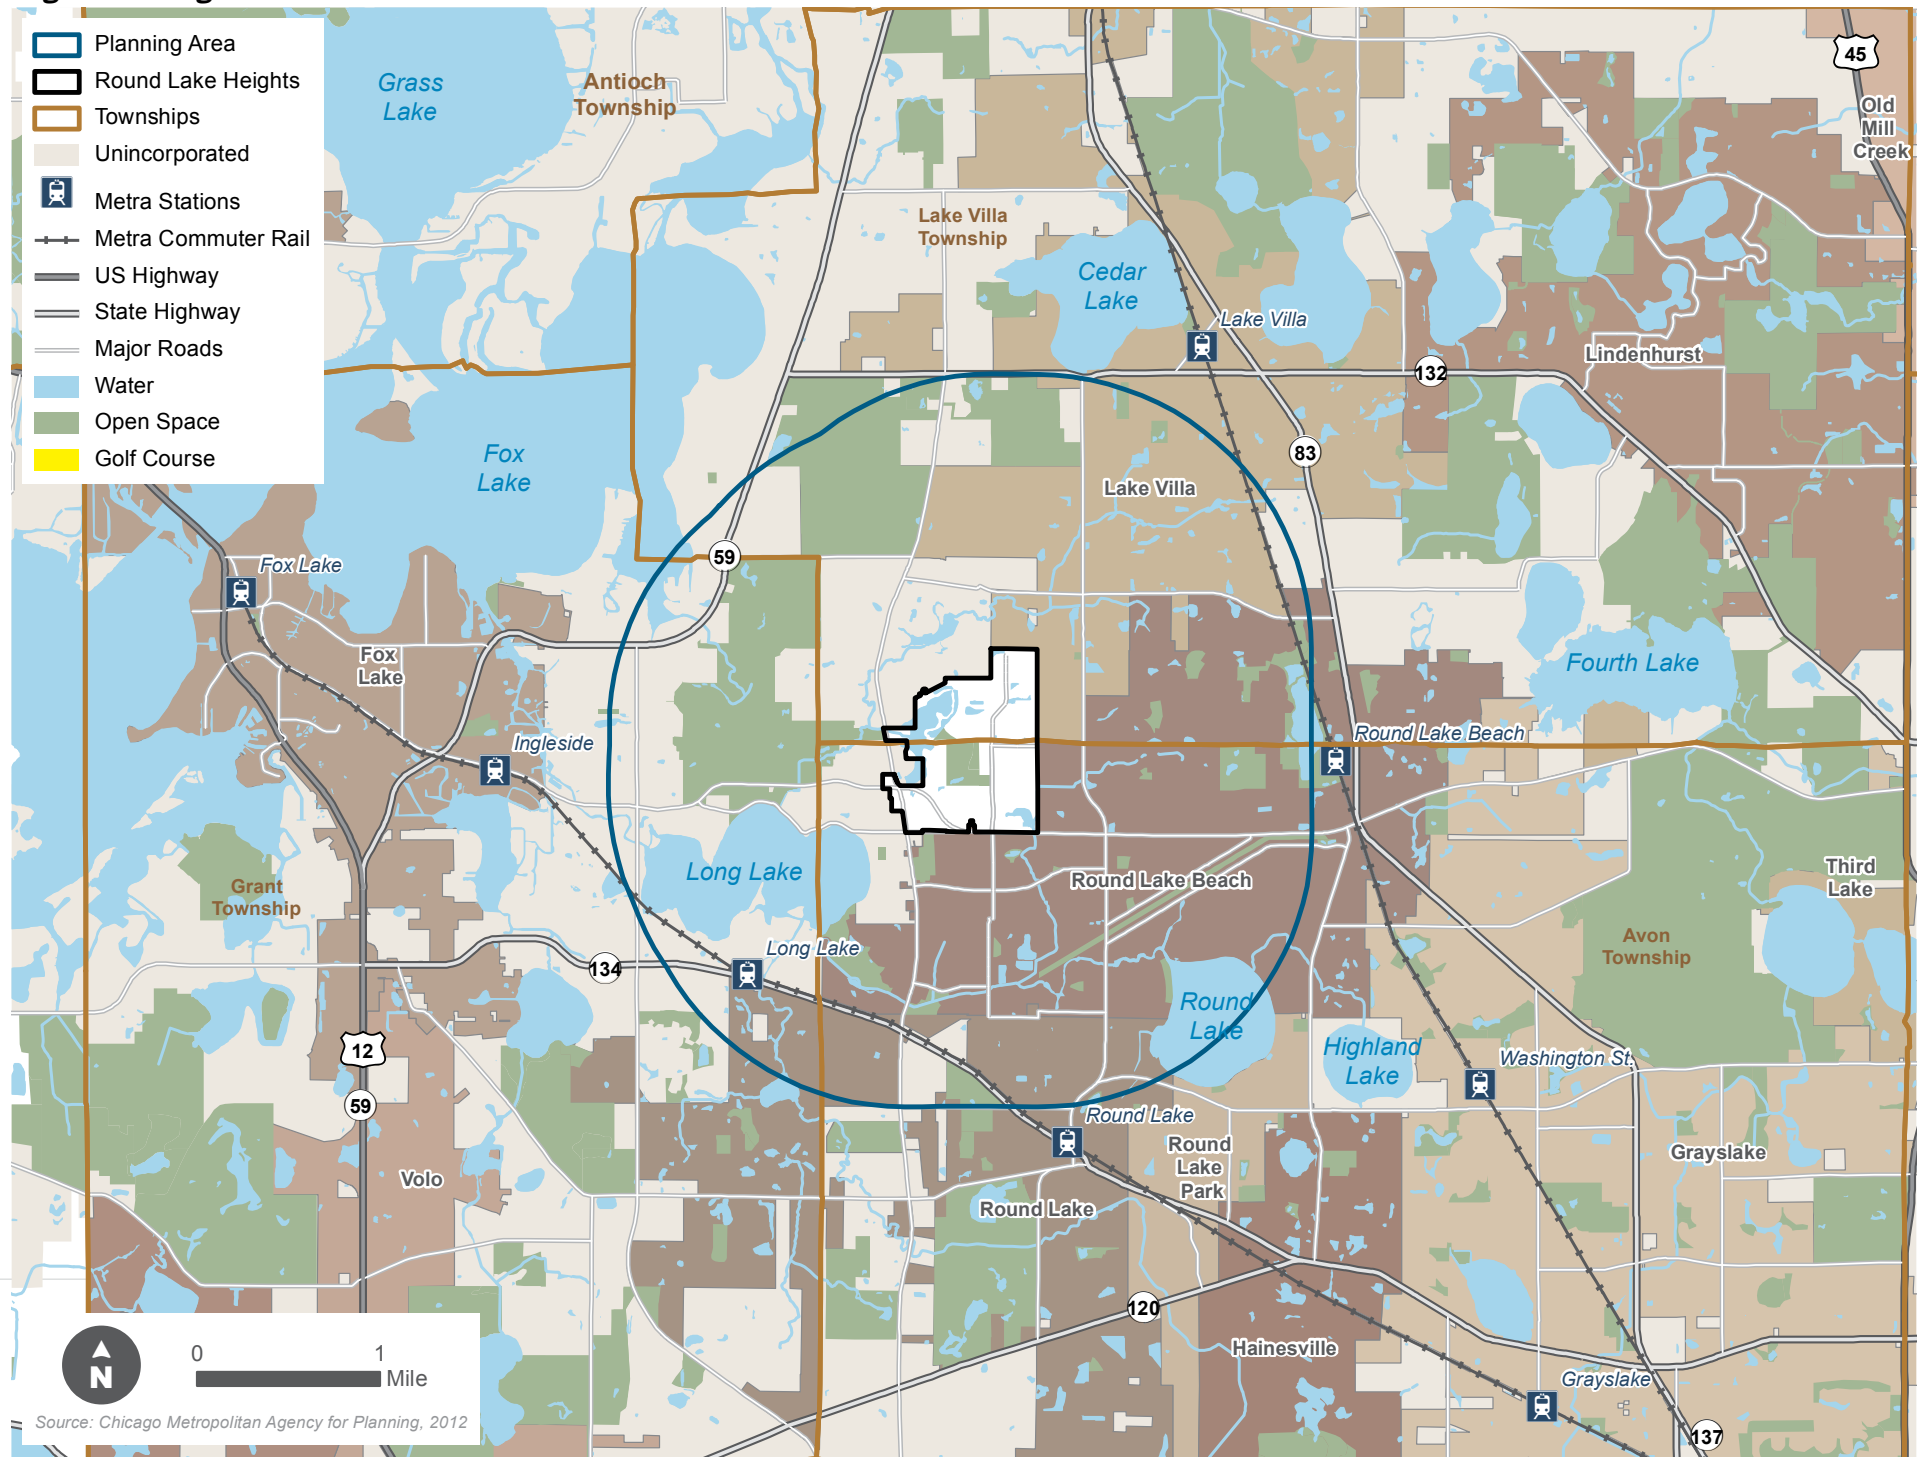 Planning Area
Round Lake Heights
Townships
Unincorporated
Metra Stations
Metra Commuter Rail
US Highway
State Highway
Major Roads
Water
Open Space
Golf Course
Grass
Lake
Antioch
Township
45
Old
Mill
Creek
Lake Villa
Township
Cedar
Lake
Lake Villa
Lindenhurst
132
Fox
Lake
83
Lake Villa
59
Fox Lake
Fox
Lake
Fourth Lake
Ingleside
Round Lake Beach
Long Lake
Round Lake Beach
Third
Lake
Grant
Township
Avon
Township
Long Lake
134
Round
Lake
Highland
Lake
Washington St.
12
59
Round Lake
Round
Lake
Park
Grayslake
Volo
Round Lake
120
Hainesville
Grayslake
137
N
0 1
Mile
Source: Chicago Metropolitan Agency for Planning, 2012